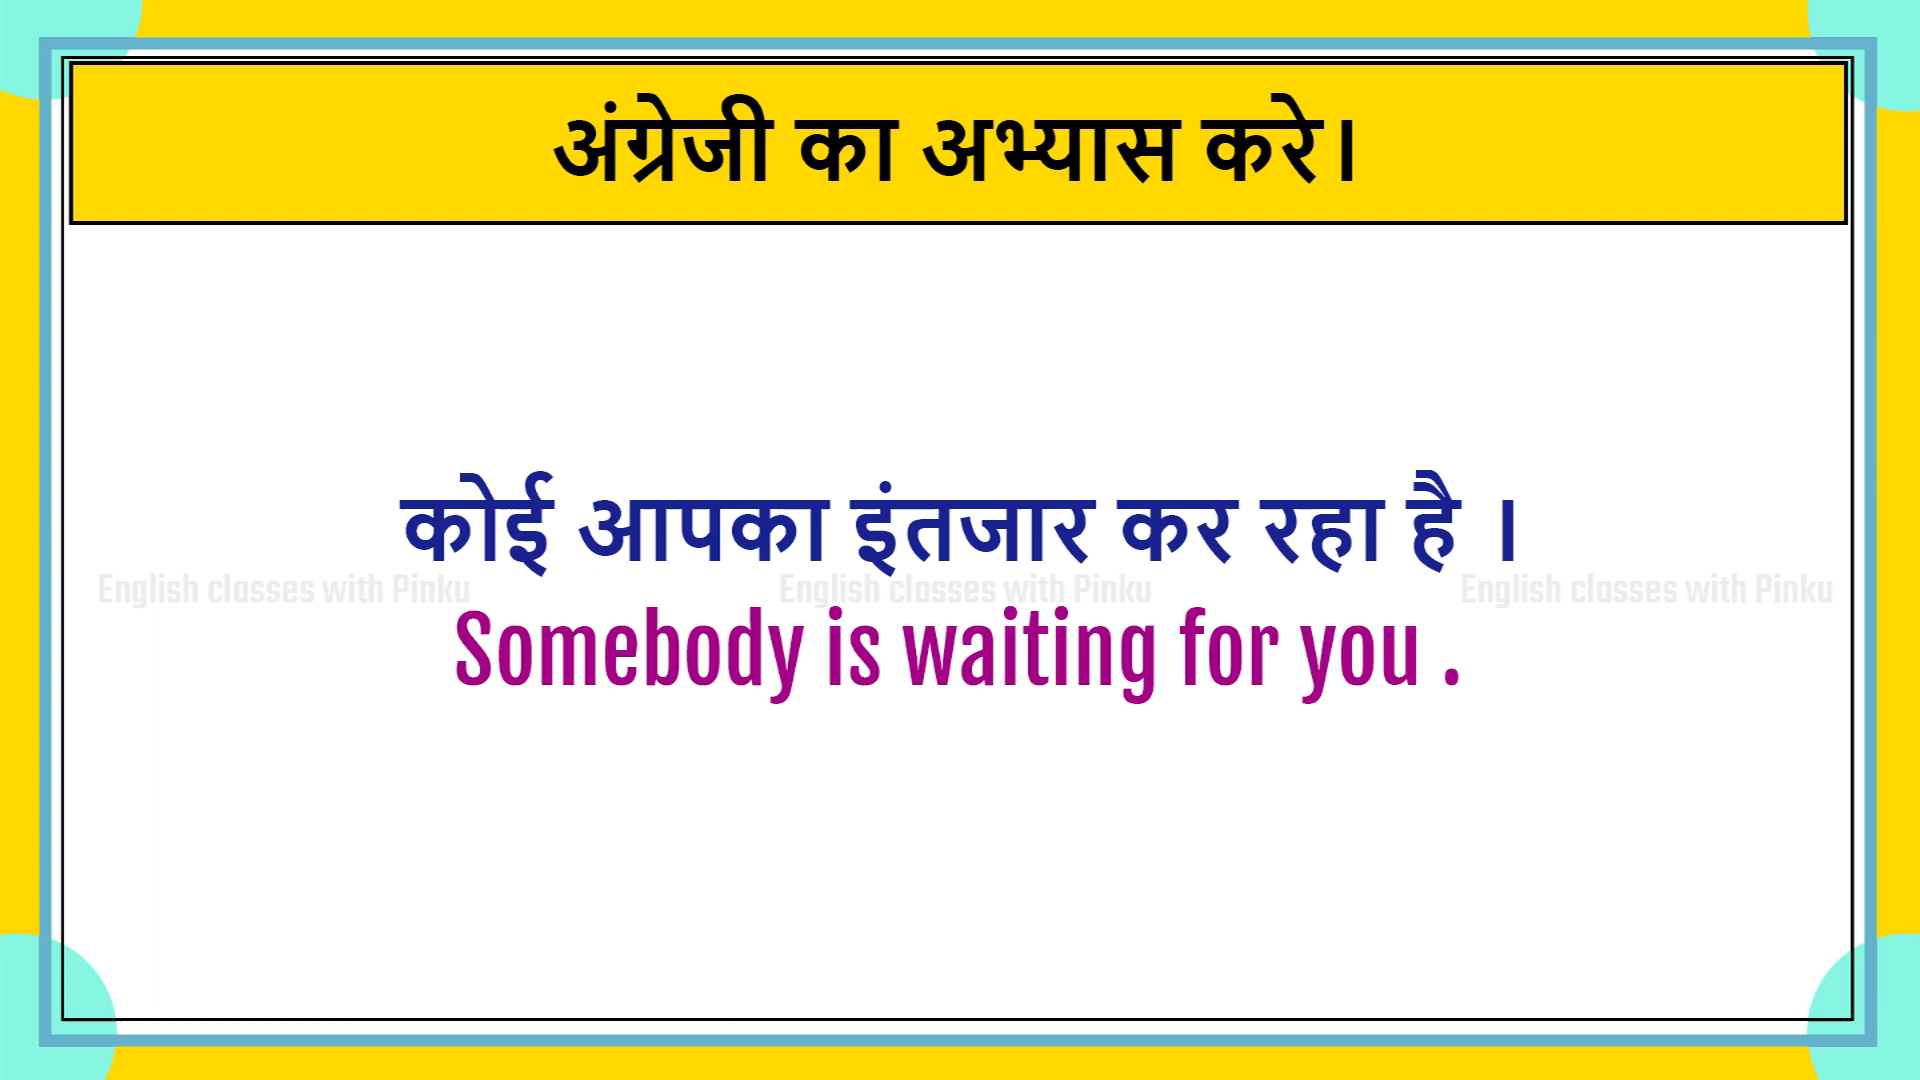 अंग्रेजी का अभ्यास करे।
कोई आपका इंतजार कर रहा है ।
English classes with Pinku English classes with Pinku English classes with Pinku
Somebody is waiting for you .